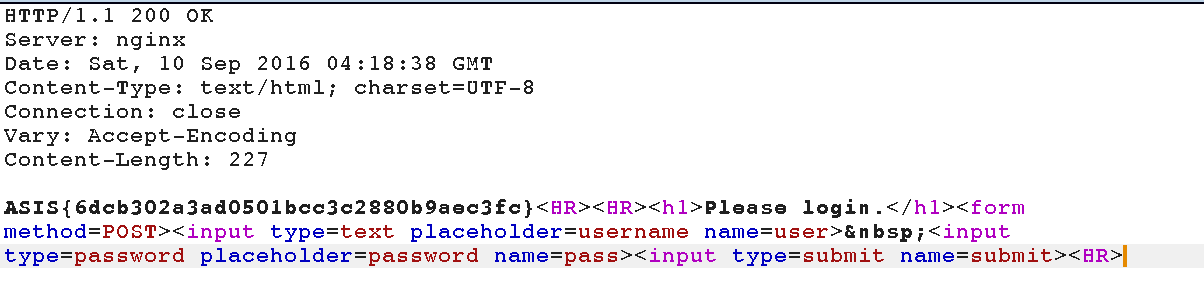 HTTP/1.1 200 OK
Server: nginx
Date: Sat, 10 Sep 2016 04:18:38 GMT
Content-Type: text/html; charset=UTF-8
Connection: close
Vary: Accept-Encoding
Content-Length: 227
ASIS{6dcb302a3ad0501bcc3c2880b9aec3fc}<HR><HR><h1>Please login.</h1><form
method=POST><input type=text placeholder=username name=user>&nbsp;<input
type=password placeholder=password name=pass><input type=submit name=submit><HR>